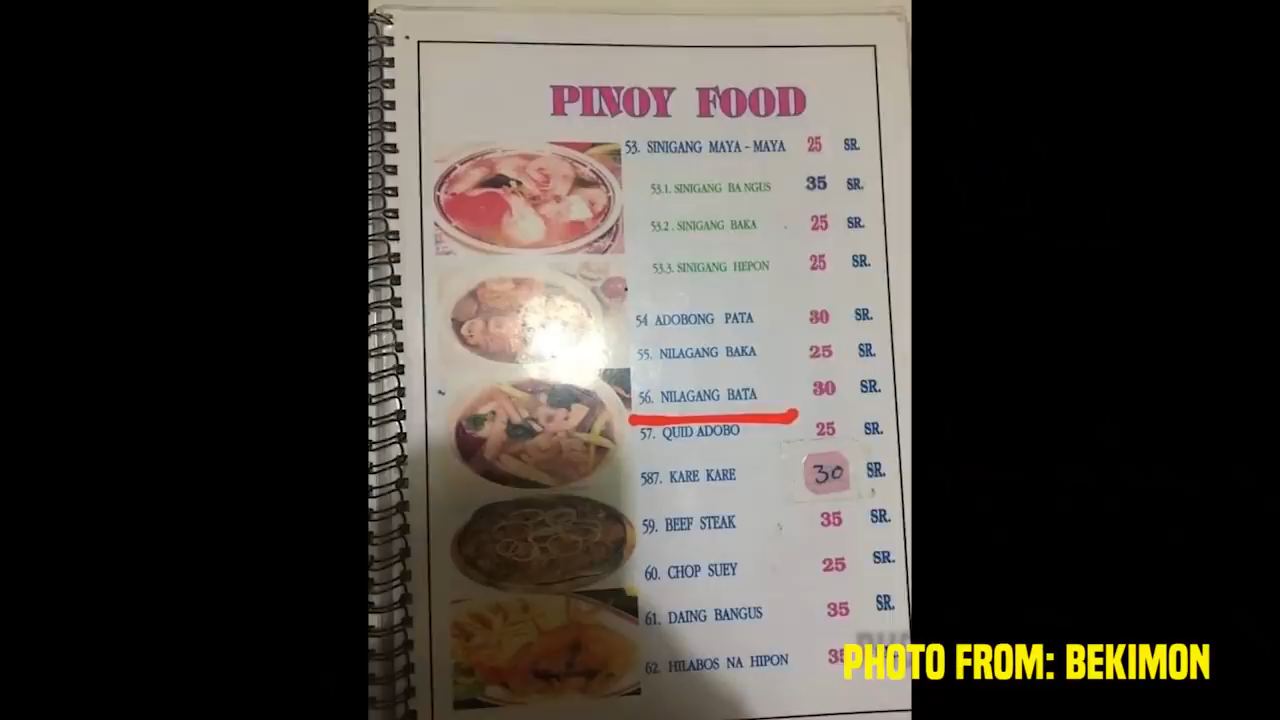 PINOY FOOD
53. SINIGANG MAYA - MAYA 25 SR.
53.1. SINIGANG BA NGUS 35 SR.
53.2 . SINIGANG BAKA 25 SR.
53.3. SINIGANG HEPON 25 SR.
54 ADOBONG PATA 30 SR.
55. NILAGANG BAKA 25 SR.
56. NILAGANG BATA 30 SR.
57. QUID ADOBO 25 SR.
587. KARE KARE 30 SR.
59. BEEF STEAK 35 SR.
60. CHOP SUEY 25 SR.
61. DAING BANGUS 35 SR.
62. HILABOS NA HIPON
PHOTO FROM: BEKIMON